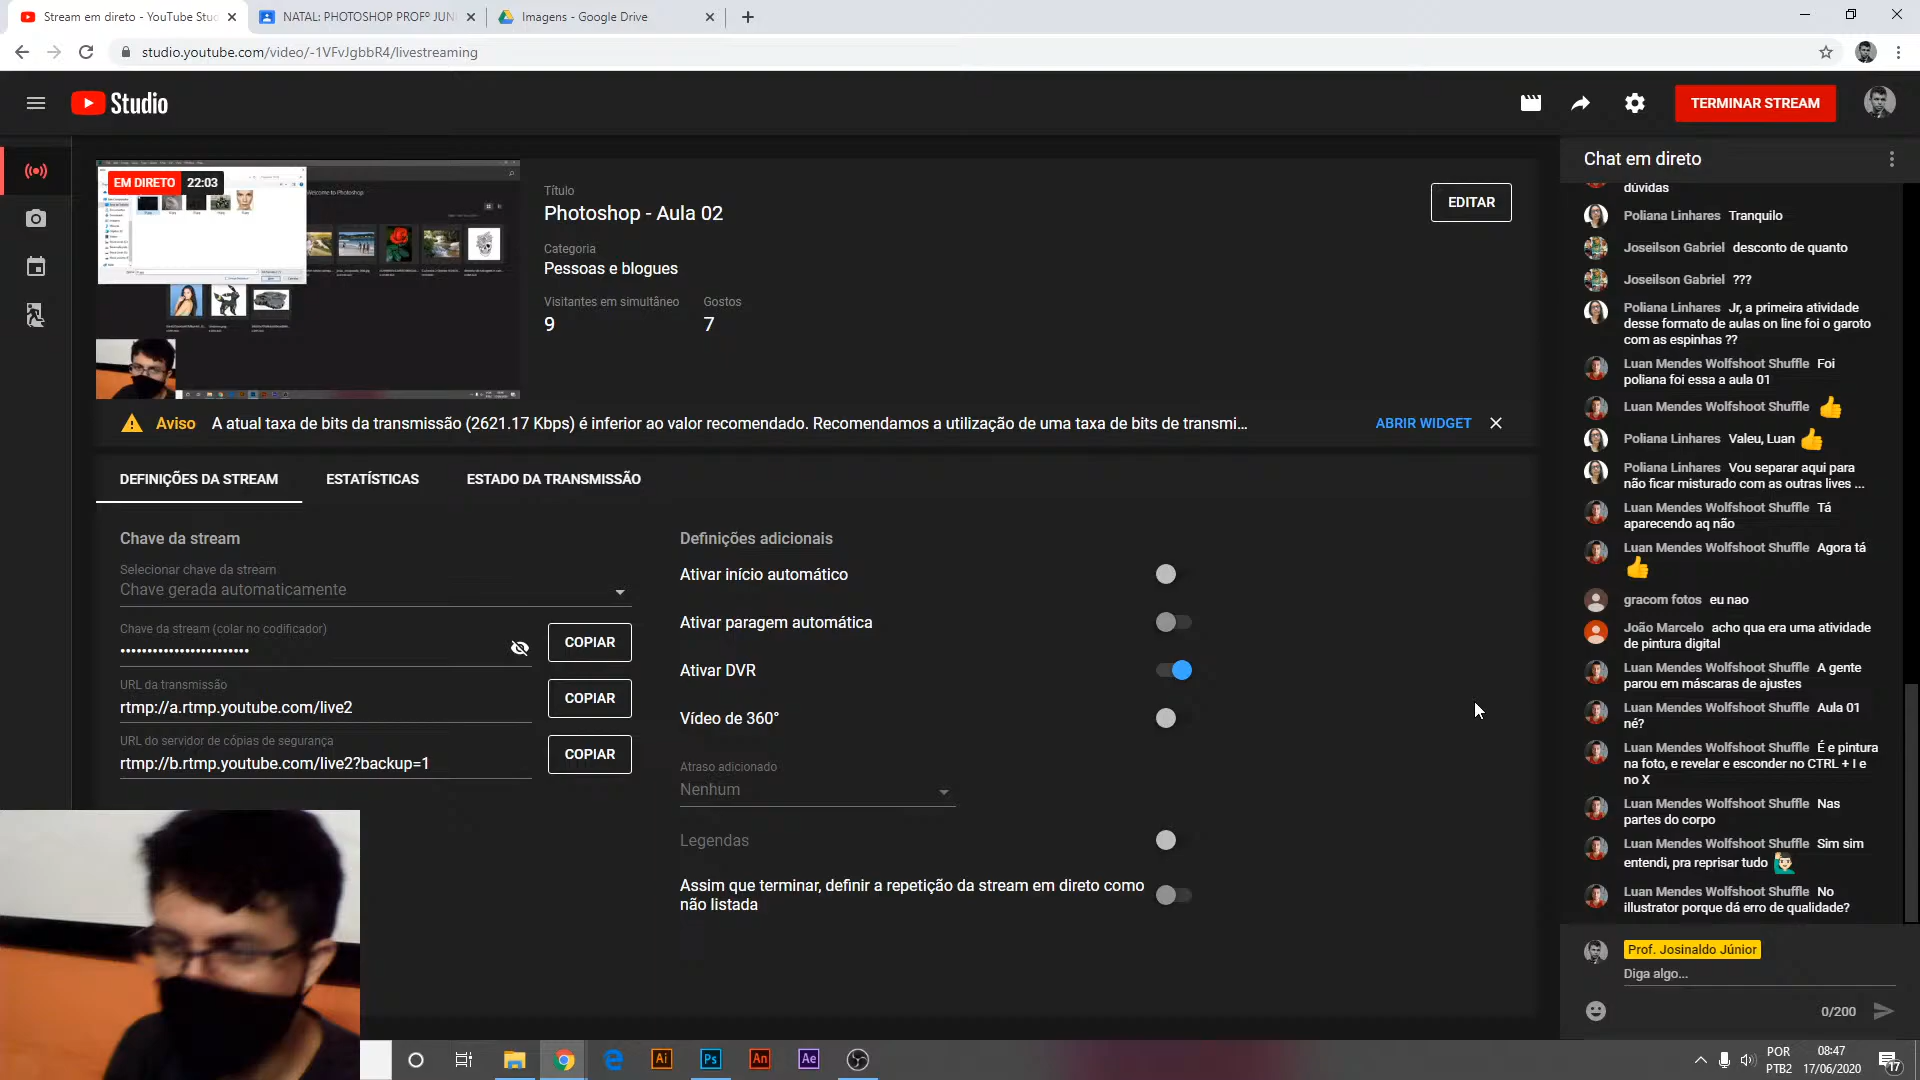 Stream em direto - YouTube Stu
NATAL: PHOTOSHOP PROFº JUN
Imagens - Google Drive
studio.youtube.com/video/-1VFvJgbbR4/livestreaming
Studio
TERMINAR STREAM
EM DIRETO 22:03
Welcome to Photoshop
Título
Photoshop - Aula 02
EDITAR
Categoria
Pessoas e blogues
Visitantes em simultâneo
Gostos
9
7
Aviso
A atual taxa de bits da transmissão (2621.17 Kbps) é inferior ao valor recomendado. Recomendamos a utilização de uma taxa de bits de transmi...
ABRIR WIDGET
DEFINIÇÕES DA STREAM
ESTATÍSTICAS
ESTADO DA TRANSMISSÃO
Chave da stream
Selecionar chave da stream
Chave gerada automaticamente
Chave da stream (colar no codificador)
COPIAR
URL da transmissão
rtmp://a.rtmp.youtube.com/live2
COPIAR
URL do servidor de cópias de segurança
rtmp://b.rtmp.youtube.com/live2?backup=1
COPIAR
Definições adicionais
Ativar início automático
Ativar paragem automática
Ativar DVR
Vídeo de 360°
Atraso adicionado
Nenhum
Legendas
Assim que terminar, definir a repetição da stream em direto como
não listada
Chat em direto
dúvidas
Poliana Linhares Tranquilo
Joseilson Gabriel desconto de quanto
Joseilson Gabriel ???
Poliana Linhares Jr, a primeira atividade
desse formato de aulas on line foi o garoto
com as espinhas ??
Luan Mendes Wolfshoot Shuffle Foi
poliana foi essa a aula 01
Luan Mendes Wolfshoot Shuffle 👍
Poliana Linhares Valeu, Luan 👍
Poliana Linhares Vou separar aqui para
não ficar misturado com as outras lives ...
Luan Mendes Wolfshoot Shuffle Tá
aparecendo aq não
Luan Mendes Wolfshoot Shuffle Agora tá
👍
gracom fotos eu nao
João Marcelo acho qua era uma atividade
de pintura digital
Luan Mendes Wolfshoot Shuffle A gente
parou em máscaras de ajustes
Luan Mendes Wolfshoot Shuffle Aula 01
né?
Luan Mendes Wolfshoot Shuffle É e pintura
na foto, e revelar e esconder no CTRL + I e
no X
Luan Mendes Wolfshoot Shuffle Nas
partes do corpo
Luan Mendes Wolfshoot Shuffle Sim sim
entendi, pra reprisar tudo 🙋🏻‍♂️
Luan Mendes Wolfshoot Shuffle No
illustrator porque dá erro de qualidade?
Prof. Josinaldo Júnior
Diga algo...
0/200
Ai
Ps
An
Ae
POR
PTB2
08:47
17/06/2020
17